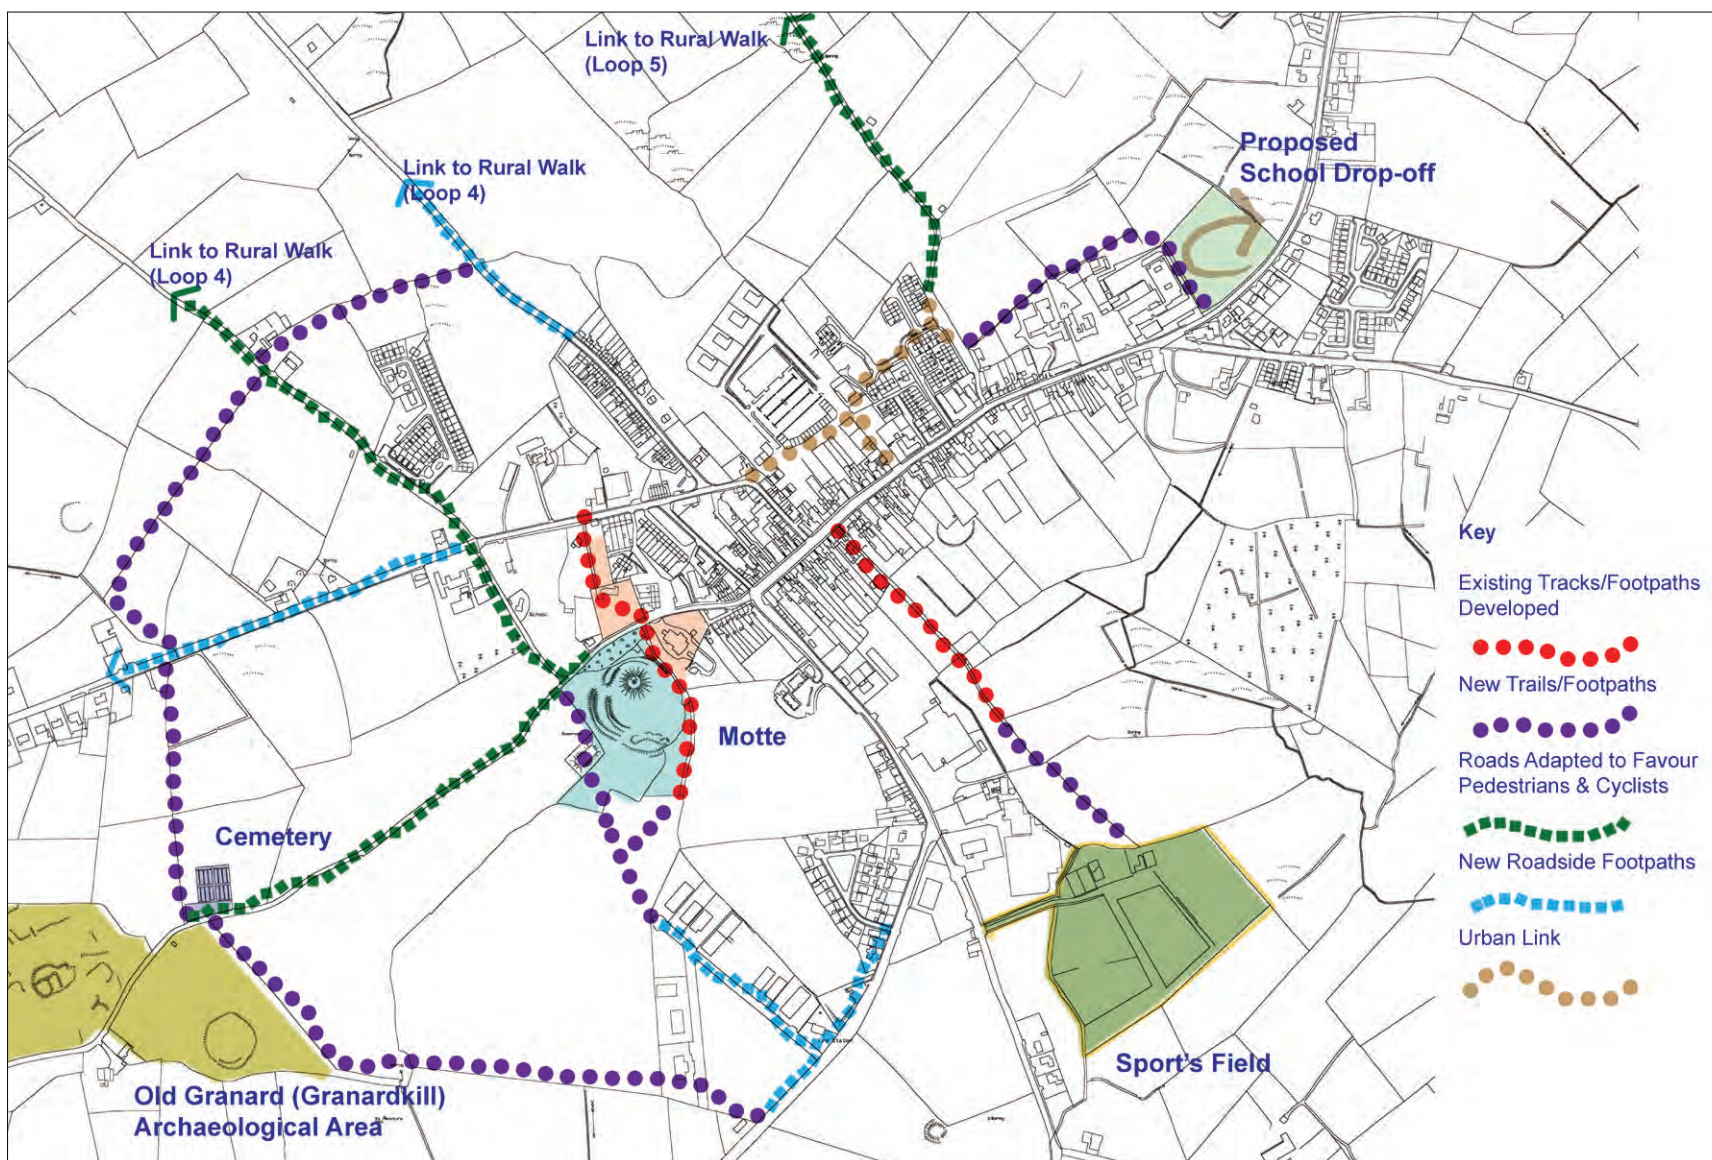 Link to Rural Walk
(Loop 5)
Proposed
School Drop-off
Link to Rural Walk
(Loop 4)
Link to Rural Walk
(Loop 4)
Key
Existing Tracks/Footpaths
Developed
New Trails/Footpaths
Roads Adapted to Favour
Pedestrians & Cyclists
New Roadside Footpaths
Urban Link
Motte
Cemetery
Sport's Field
Old Granard (Granardkill)
Archaeological Area